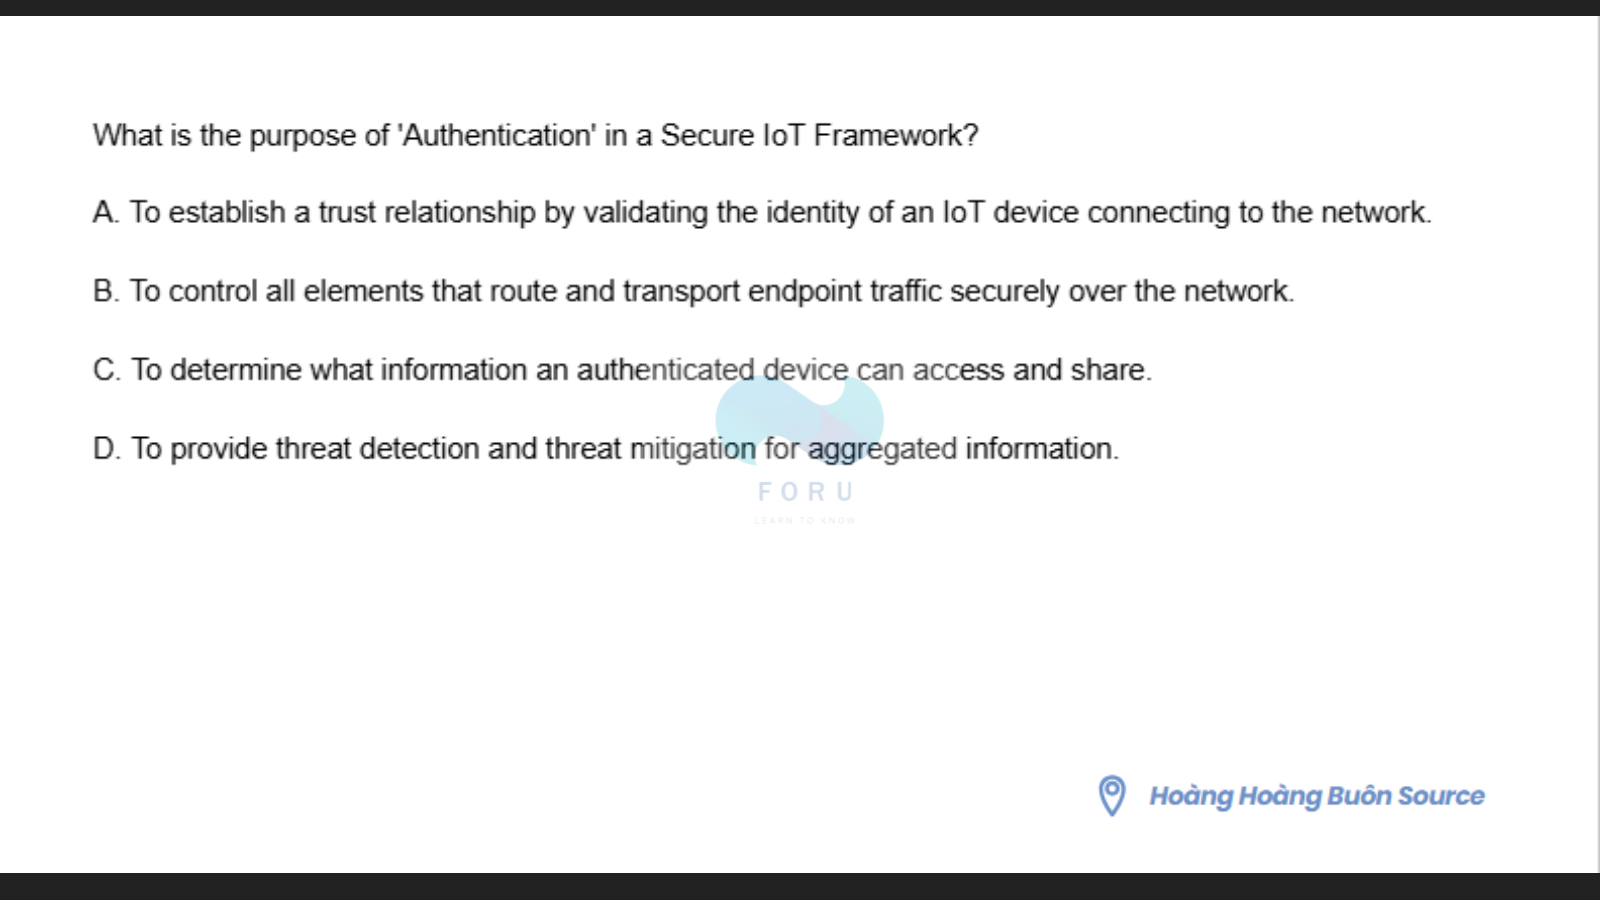 What is the purpose of 'Authentication' in a Secure IoT Framework?
A. To establish a trust relationship by validating the identity of an IoT device connecting to the network.
B. To control all elements that route and transport endpoint traffic securely over the network.
C. To determine what information an authenticated device can access and share.
D. To provide threat detection and threat mitigation for aggregated information.
FORU
LEARN TO KNOW
Hoàng Hoàng Buôn Source